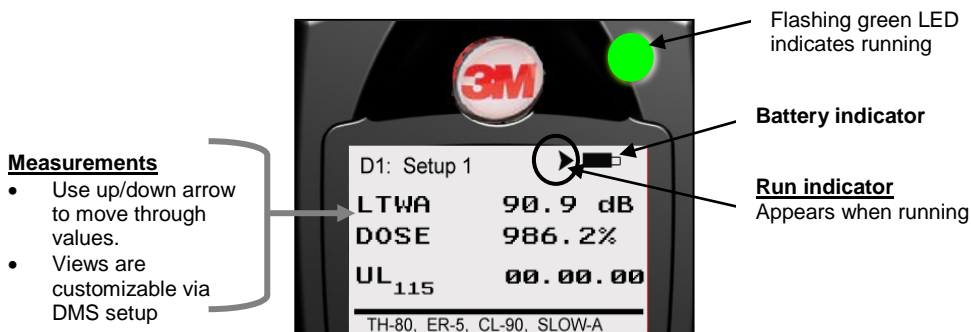 Flashing green LED
indicates running
3M
Battery indicator
Measurements
• Use up/down arrow
to move through
values.
• Views are
customizable via
DMS setup
D1: Setup 1
LTWA 90.9 dB
DOSE 986.2%
UL115 00.00.00
TH-80, ER-5, CL-90, SLOW-A
Run indicator
Appears when running